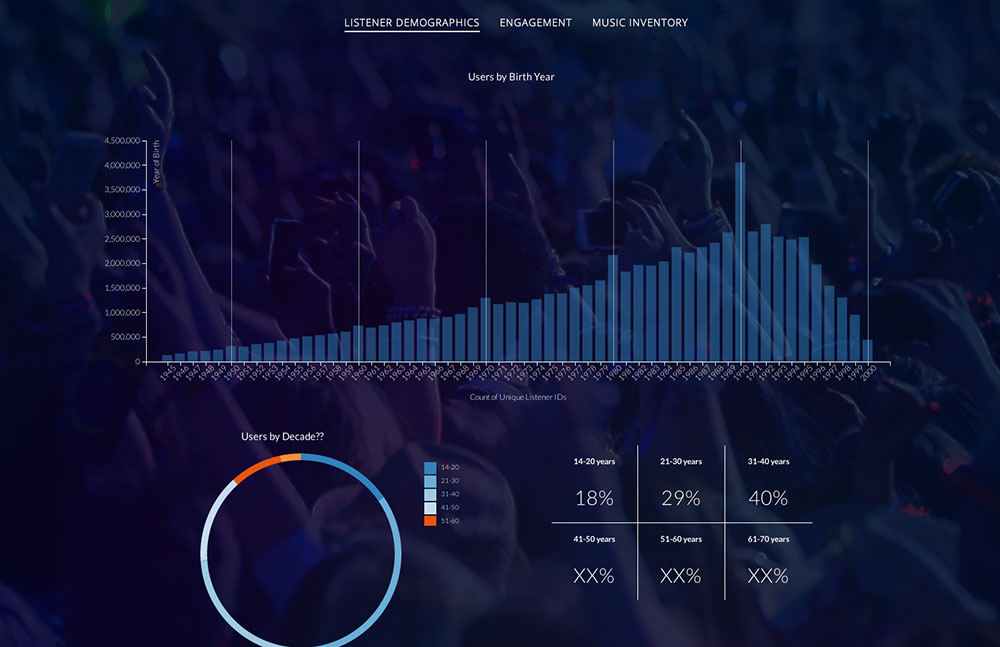 LISTENER DEMOGRAPHICS ENGAGEMENT MUSIC INVENTORY
Users by Birth Year
Year of Birth
4,500,000
4,000,000
3,500,000
3,000,000
2,500,000
2,000,000
1,500,000
1,000,000
500,000
0
1945 1946 1947 1948 1949 1950 1951 1952 1953 1954 1955 1956 1957 1958 1959 1960 1961 1962 1963 1964 1965 1966 1967 1968 1969 1970 1971 1972 1973 1974 1975 1976 1977 1978 1979 1980 1981 1982 1983 1984 1985 1986 1987 1988 1989 1990 1991 1992 1993 1994 1995 1996 1997 1998 1999 2000
Count of Unique Listener IDs
Users by Decade??
14-20
21-30
31-40
41-50
51-60
14-20 years 21-30 years 31-40 years
18% 29% 40%
41-50 years 51-60 years 61-70 years
XX% XX% XX%